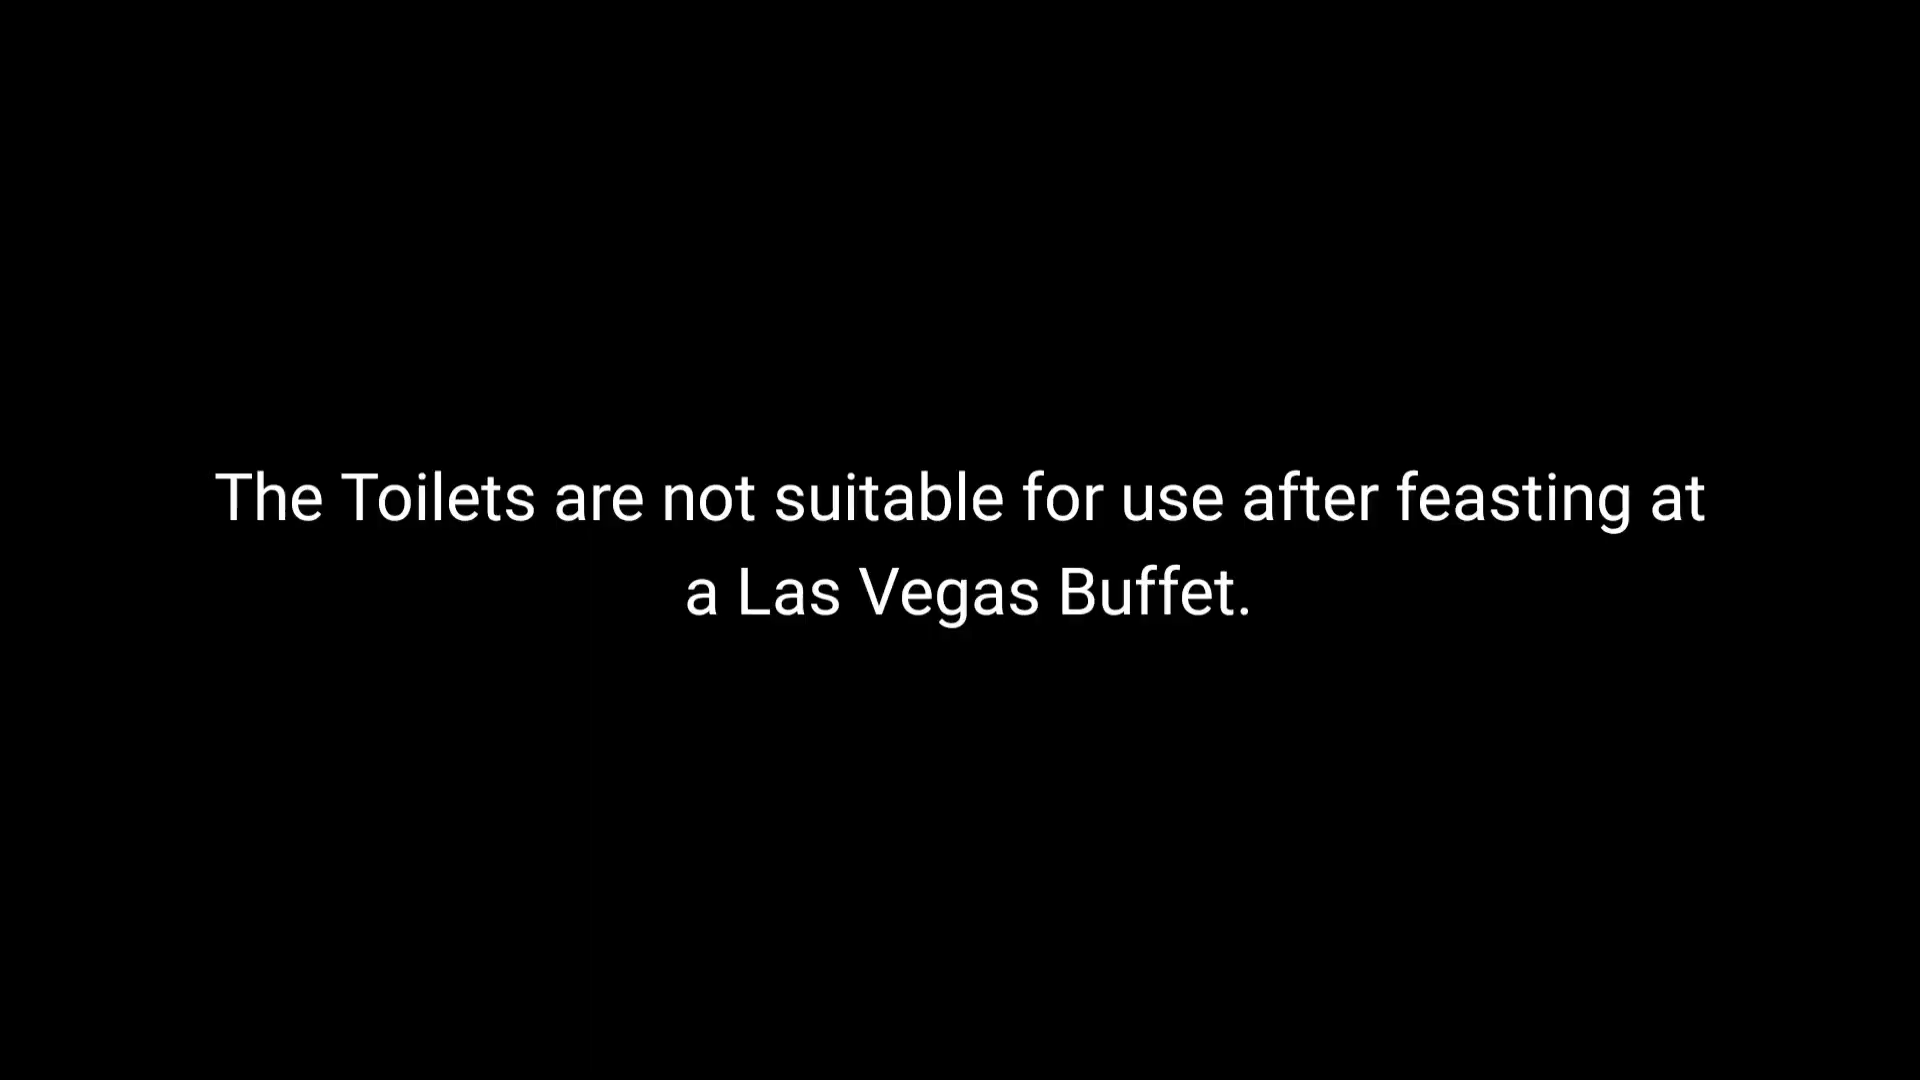 The Toilets are not suitable for use after feasting at
a Las Vegas Buffet.